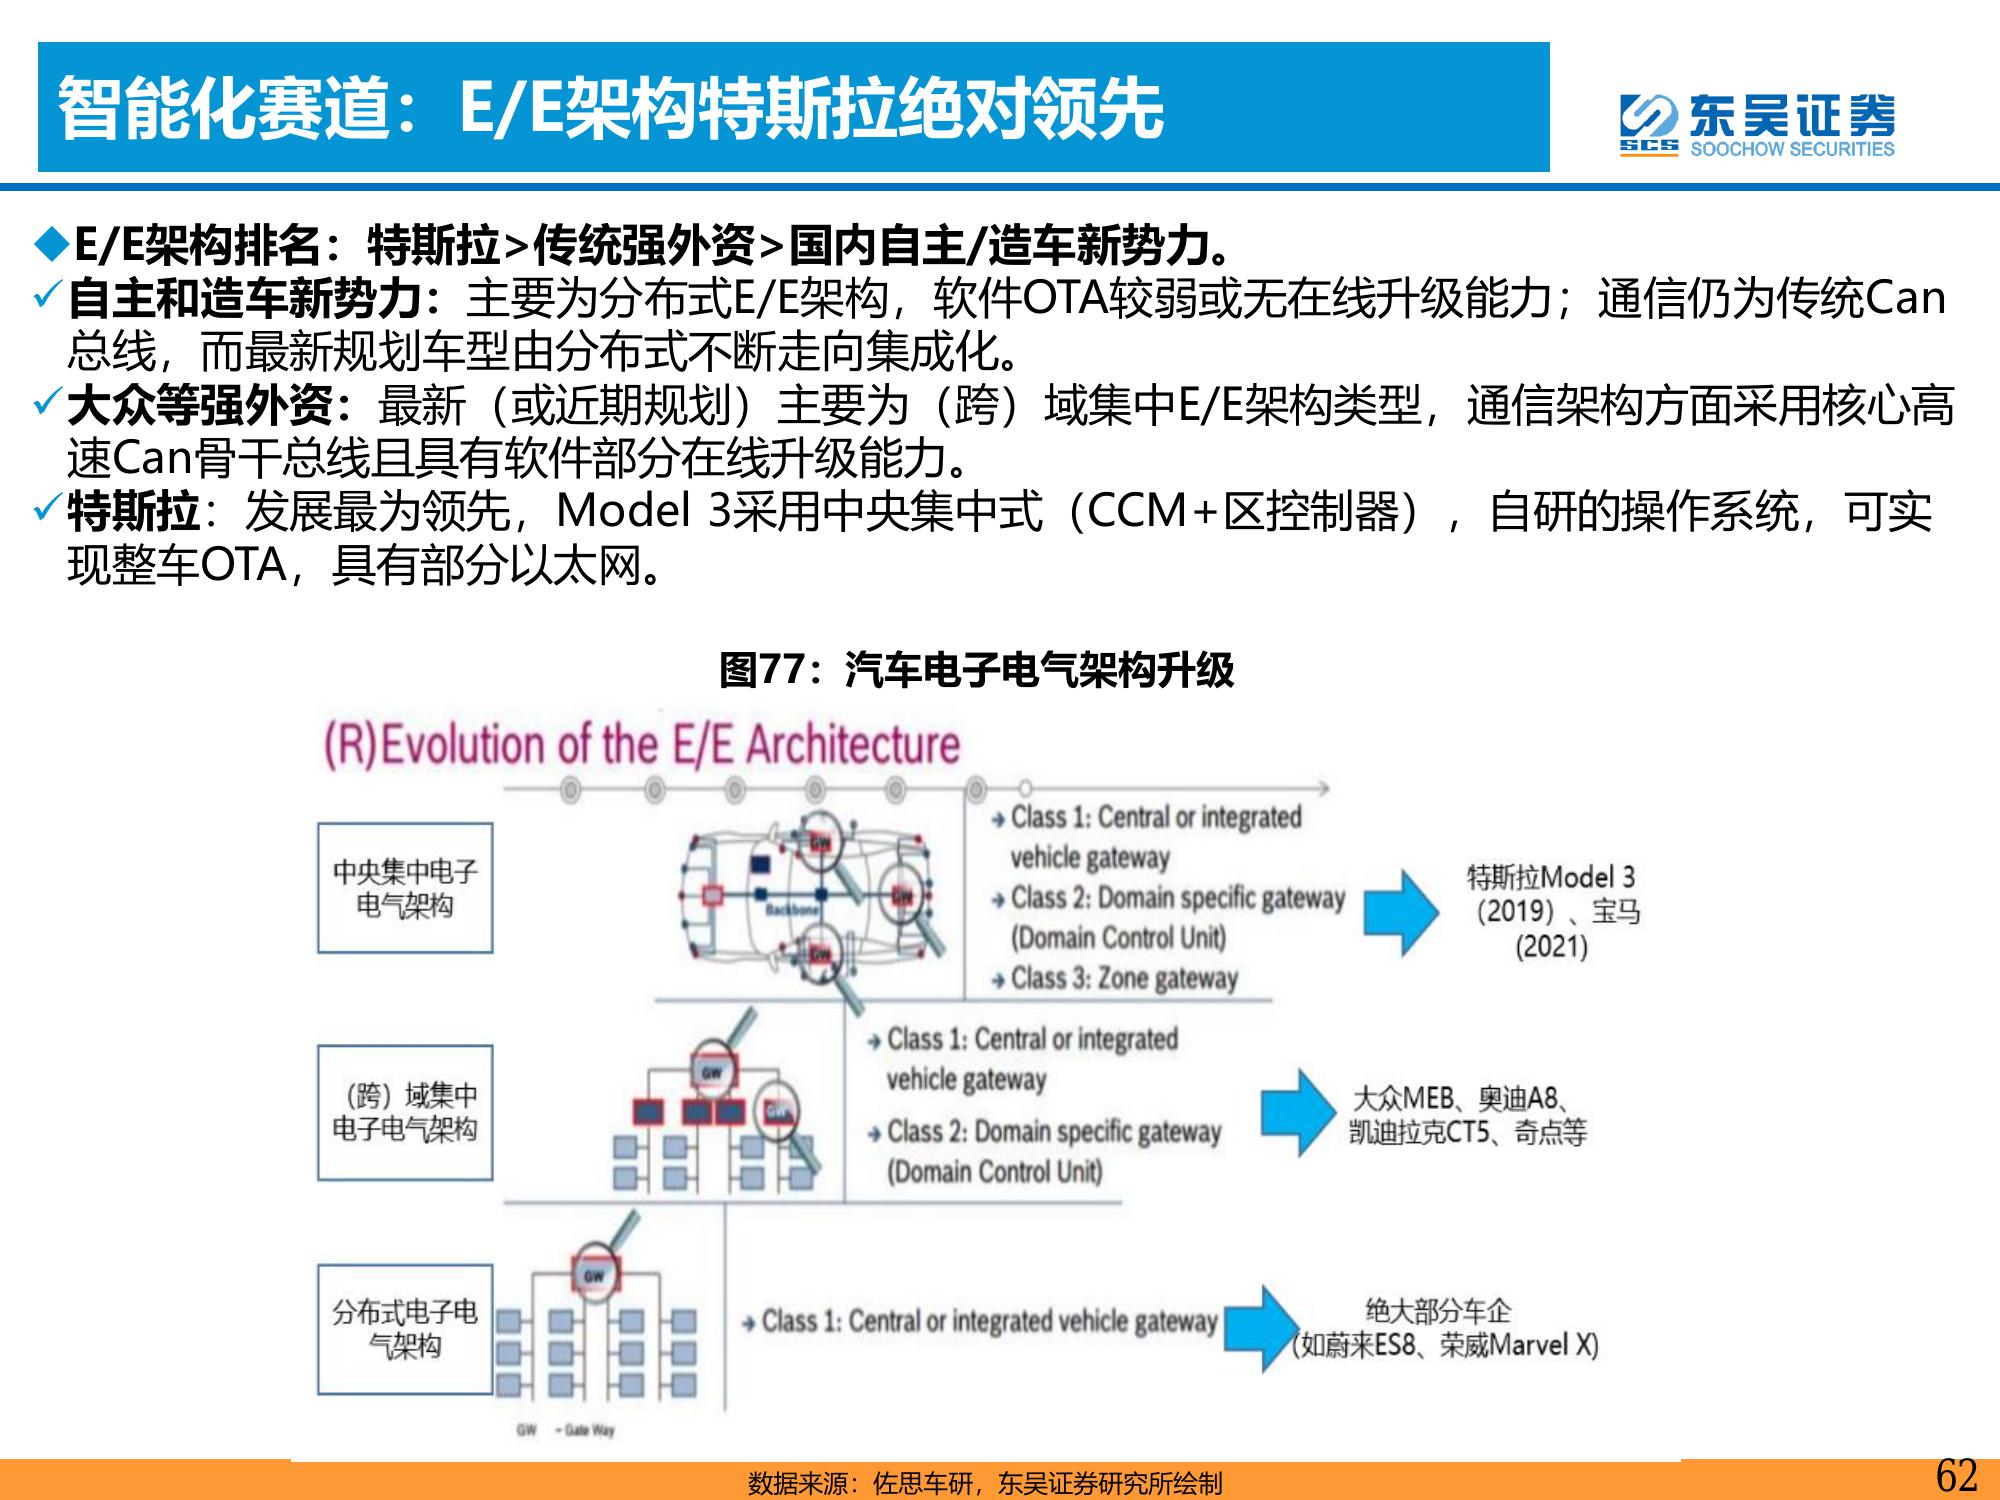 智能化赛道：E/E架构特斯拉绝对领先
东吴证券
SCS SOOCHOW SECURITIES
◆E/E架构排名：特斯拉>传统强外资>国内自主/造车新势力。
✓自主和造车新势力：主要为分布式E/E架构，软件OTA较弱或无在线升级能力；通信仍为传统Can
总线，而最新规划车型由分布式不断走向集成化。
✓大众等强外资：最新（或近期规划）主要为（跨）域集中E/E架构类型，通信架构方面采用核心高
速Can骨干总线且具有软件部分在线升级能力。
✓特斯拉：发展最为领先，Model 3采用中央集中式（CCM+区控制器），自研的操作系统，可实
现整车OTA，具有部分以太网。
图77：汽车电子电气架构升级
(R)Evolution of the E/E Architecture
中央集中电子
电气架构
GW
GW
Backbone
GW
→ Class 1: Central or integrated
vehicle gateway
→ Class 2: Domain specific gateway
(Domain Control Unit)
→ Class 3: Zone gateway
特斯拉Model 3
（2019）、宝马
(2021)
（跨）域集中
电子电气架构
GW
GW
→ Class 1: Central or integrated
vehicle gateway
→ Class 2: Domain specific gateway
(Domain Control Unit)
大众MEB、奥迪A8、
凯迪拉克CT5、奇点等
分布式电子电
气架构
GW
→ Class 1: Central or integrated vehicle gateway
绝大部分车企
(如蔚来ES8、荣威Marvel X)
GW - Gate Way
数据来源：佐思车研，东吴证券研究所绘制
62